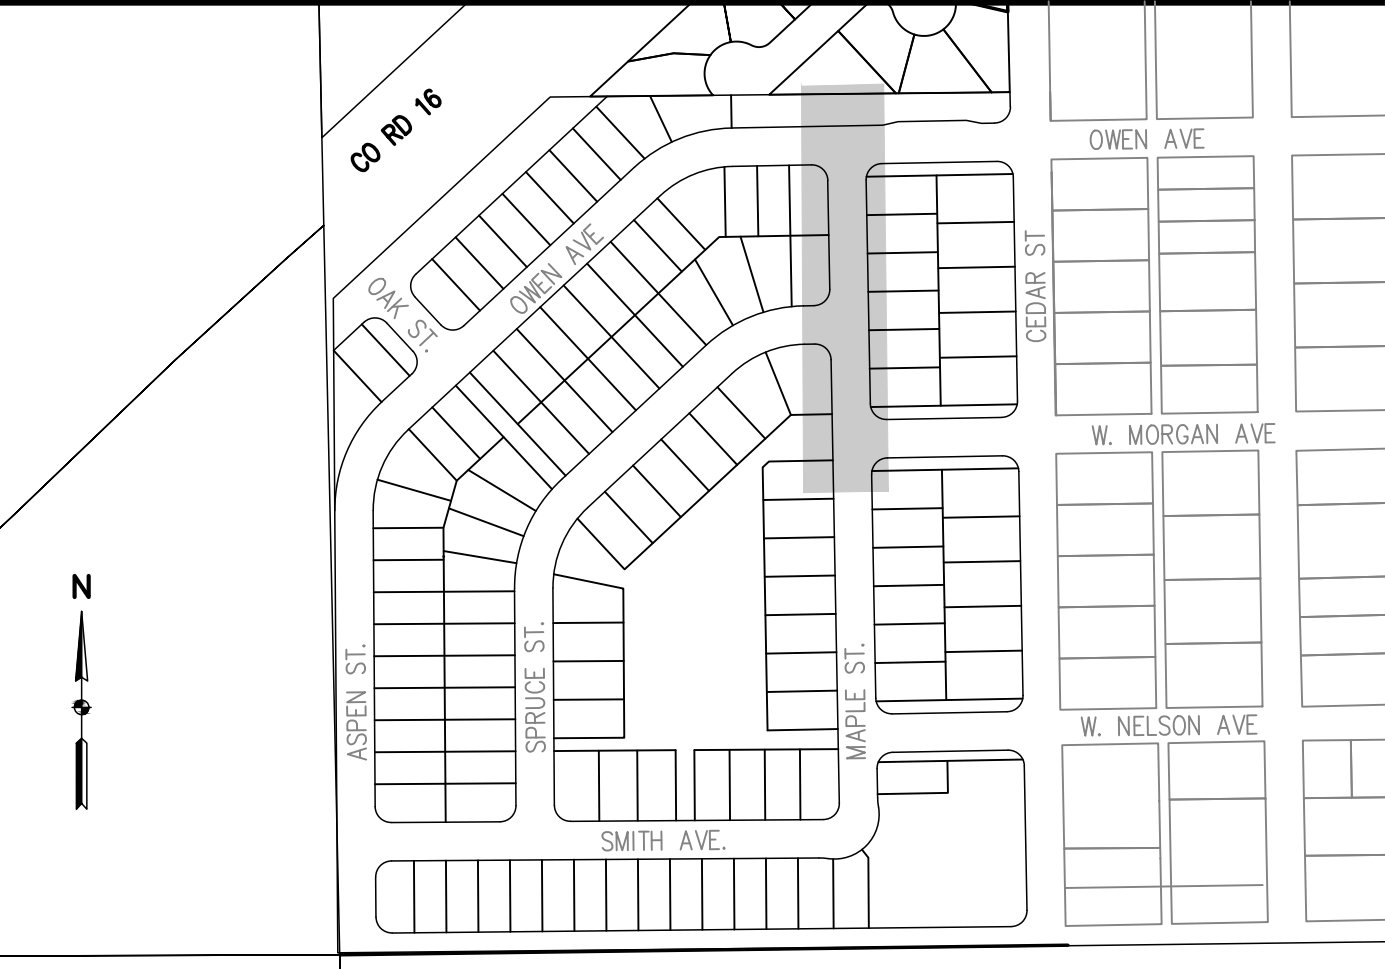 CO RD 16
OWEN AVE
OAK ST.
OWEN AVE
CEDAR ST
W. MORGAN AVE
N
ASPEN ST.
SPRUCE ST.
MAPLE ST.
W. NELSON AVE
SMITH AVE.